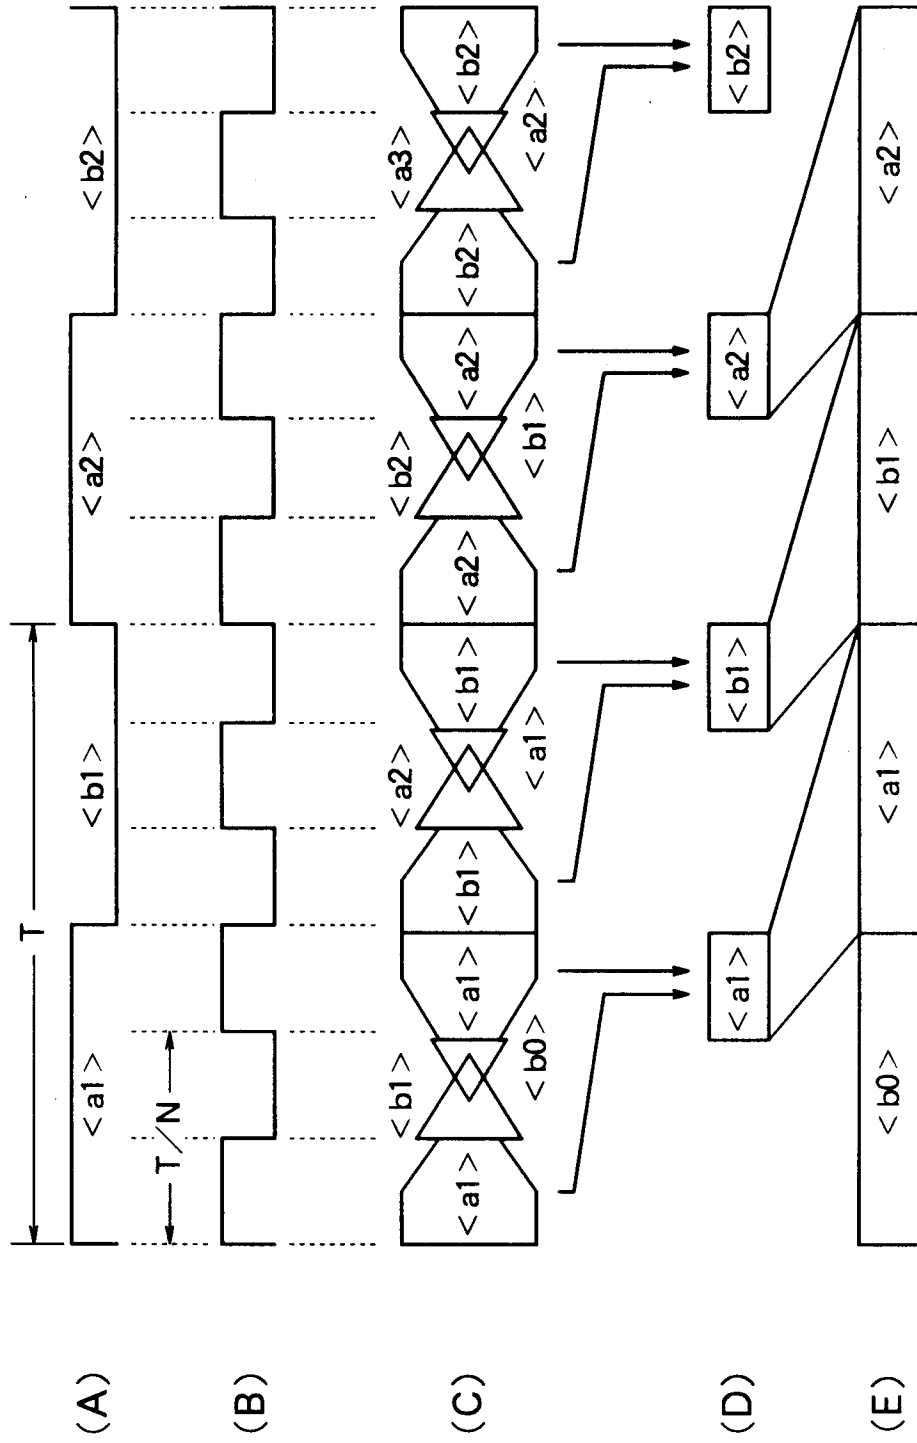 T
(A) <a1> <b1> <a2> <b2>
T/N
(B)
<b1> <a2> <b2> <a3>
(C) <a1> <a1> <b1> <b1> <a2> <a2> <b2> <b2>
<b0> <a1> <b1> <a2>
(D) <a1> <b1> <a2> <b2>
(E) <b0> <a1> <b1> <a2>